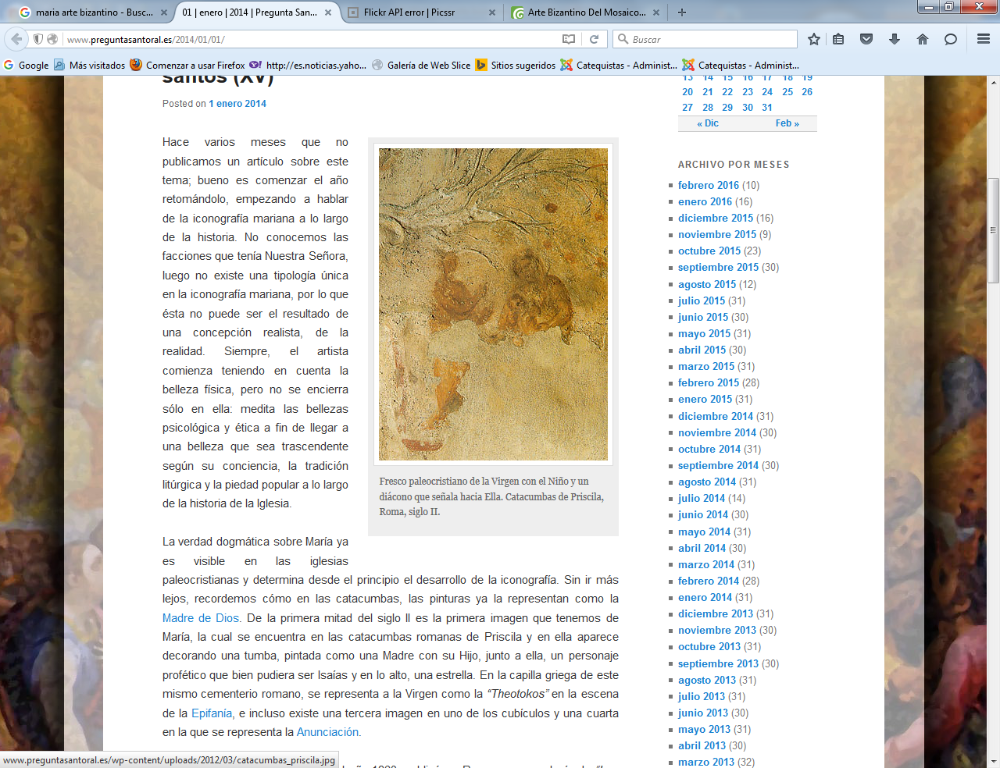 maria arte bizantino - Busc...
01 | enero | 2014 | Pregunta San...
Flickr API error | Picssr
Arte Bizantino Del Mosaico...
www.preguntasantoral.es/2014/01/01/
Buscar
Google
Más visitados
Comenzar a usar Firefox
http://es.noticias.yaho...
Galería de Web Slice
Sitios sugeridos
Catequistas - Administ...
Catequistas - Administ...
santos (XV)
Posted on 1 enero 2014
Hace varios meses que no
publicamos un artículo sobre este
tema; bueno es comenzar el año
retomándolo, empezando a hablar
de la iconografía mariana a lo largo
de la historia. No conocemos las
facciones que tenía Nuestra Señora,
luego no existe una tipología única
en la iconografía mariana, por lo que
ésta no puede ser el resultado de
una concepción realista, de la
realidad. Siempre, el artista
comienza teniendo en cuenta la
belleza física, pero no se encierra
sólo en ella: medita las bellezas
psicológica y ética a fin de llegar a
una belleza que sea trascendente
según su conciencia, la tradición
litúrgica y la piedad popular a lo largo
de la historia de la Iglesia.
Fresco paleocristiano de la Virgen con el Niño y un
diácono que señala hacia Ella. Catacumbas de Priscila,
Roma, siglo II.
La verdad dogmática sobre María ya
es visible en las iglesias
paleocristianas y determina desde el principio el desarrollo de la iconografía. Sin ir más
lejos, recordemos cómo en las catacumbas, las pinturas ya la representan como la
Madre de Dios. De la primera mitad del siglo II es la primera imagen que tenemos de
María, la cual se encuentra en las catacumbas romanas de Priscila y en ella aparece
decorando una tumba, pintada como una Madre con su Hijo, junto a ella, un personaje
profético que bien pudiera ser Isaías y en lo alto, una estrella. En la capilla griega de este
mismo cementerio romano, se representa a la Virgen como la “Theotokos” en la escena
de la Epifanía, e incluso existe una tercera imagen en uno de los cubículos y una cuarta
en la que se representa la Anunciación.
13 14 15 16 17 18 19
20 21 22 23 24 25 26
27 28 29 30 31
« Dic Feb »
ARCHIVO POR MESES
febrero 2016 (10)
enero 2016 (16)
diciembre 2015 (16)
noviembre 2015 (9)
octubre 2015 (23)
septiembre 2015 (30)
agosto 2015 (12)
julio 2015 (31)
junio 2015 (30)
mayo 2015 (31)
abril 2015 (30)
marzo 2015 (31)
febrero 2015 (28)
enero 2015 (31)
diciembre 2014 (31)
noviembre 2014 (30)
octubre 2014 (31)
septiembre 2014 (30)
agosto 2014 (31)
julio 2014 (14)
junio 2014 (30)
mayo 2014 (31)
abril 2014 (30)
marzo 2014 (31)
febrero 2014 (28)
enero 2014 (31)
diciembre 2013 (31)
noviembre 2013 (30)
octubre 2013 (31)
septiembre 2013 (30)
agosto 2013 (31)
julio 2013 (31)
junio 2013 (30)
mayo 2013 (31)
abril 2013 (30)
marzo 2013 (32)
www.preguntasantoral.es/wp-content/uploads/2012/03/catacumbas_priscila.jpg